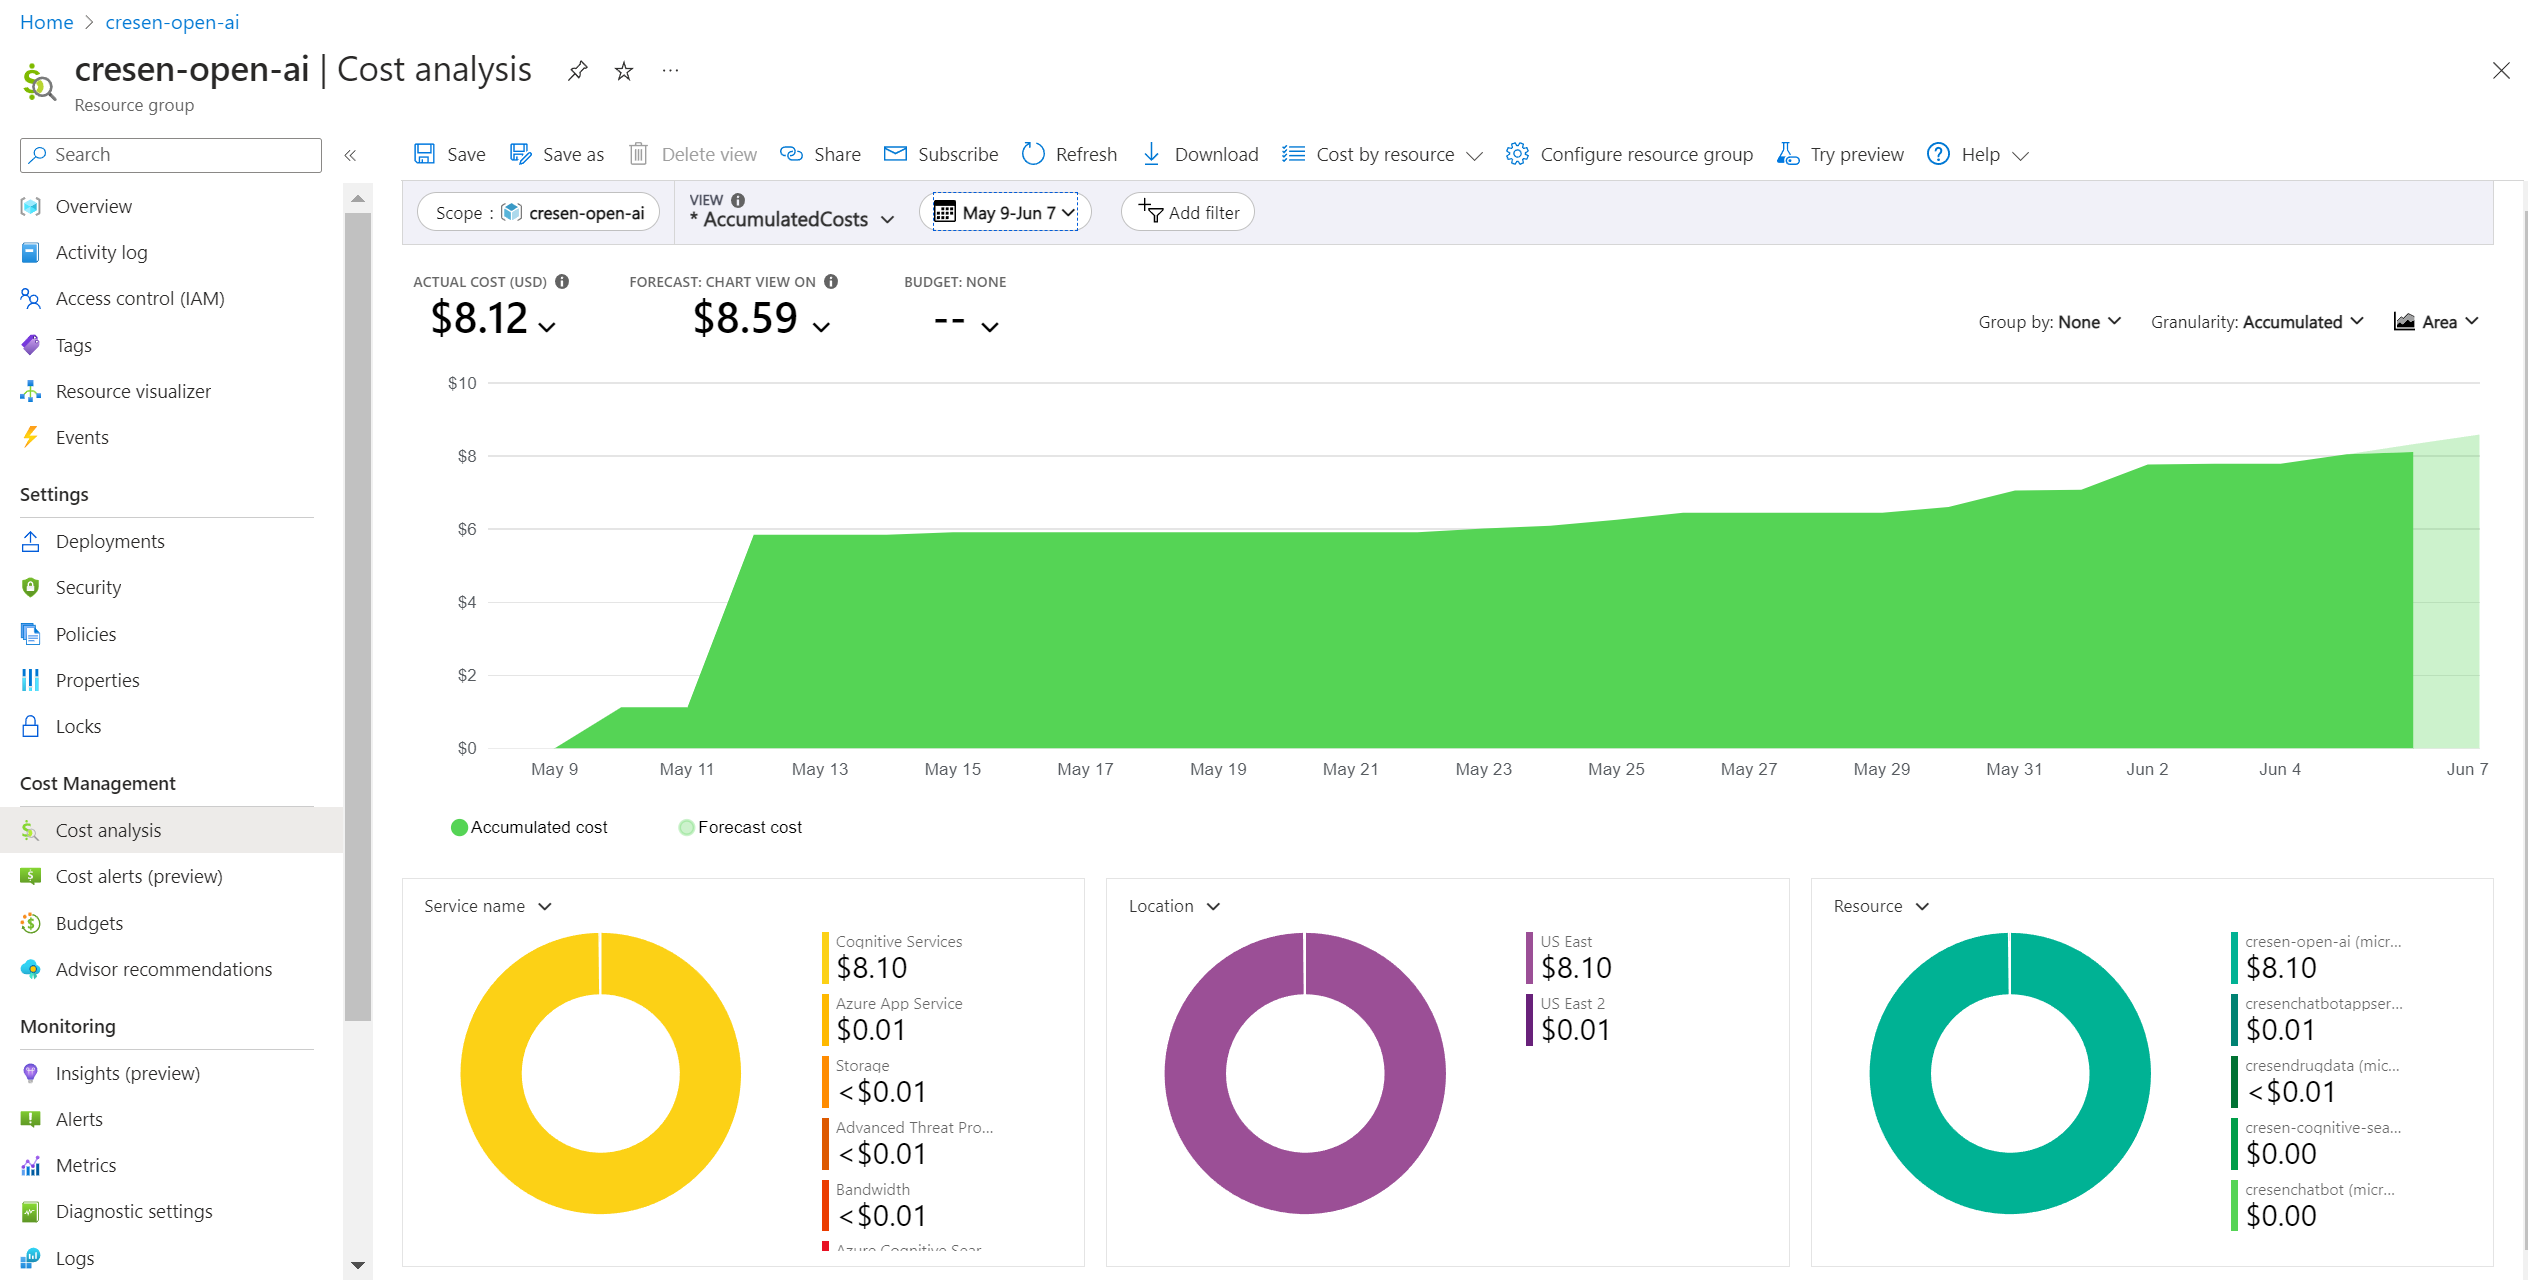 Home > cresen-open-ai
cresen-open-ai | Cost analysis ...
Resource group
Search
Overview
Activity log
Access control (IAM)
Tags
Resource visualizer
Events
Settings
Deployments
Security
Policies
Properties
Locks
Cost Management
Cost analysis
Cost alerts (preview)
Budgets
Advisor recommendations
Monitoring
Insights (preview)
Alerts
Metrics
Diagnostic settings
Logs
Save Save as Delete view Share Subscribe Refresh Download Cost by resource Configure resource group Try preview Help
Scope : cresen-open-ai
VIEW
* AccumulatedCosts
May 9-Jun 7
Add filter
ACTUAL COST (USD)
$8.12
FORECAST: CHART VIEW ON
$8.59
BUDGET: NONE
--
Group by: None Granularity: Accumulated Area
$10
$8
$6
$4
$2
$0
May 9 May 11 May 13 May 15 May 17 May 19 May 21 May 23 May 25 May 27 May 29 May 31 Jun 2 Jun 4 Jun 7
Accumulated cost Forecast cost
Service name
Cognitive Services
$8.10
Azure App Service
$0.01
Storage
<$0.01
Advanced Threat Pro...
<$0.01
Bandwidth
<$0.01
Azure Cognitive Sear
Location
US East
$8.10
US East 2
$0.01
Resource
cresen-open-ai (micr...
$8.10
cresenchatbotappser...
$0.01
cresendrugdata (mic...
<$0.01
cresen-cognitive-sea...
$0.00
cresenchatbot (micr...
$0.00